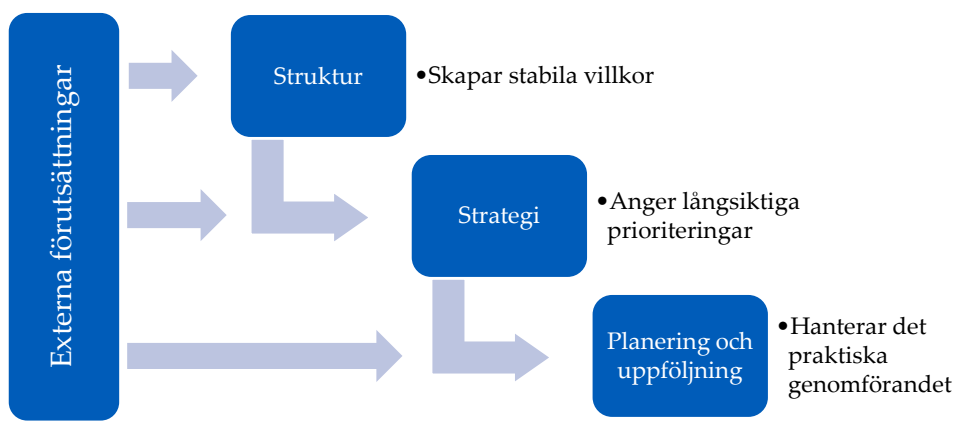 Externa förutsättningar
Struktur
•Skapar stabila villkor
Strategi
•Anger långsiktiga
prioriteringar
Planering och
uppföljning
•Hanterar det
praktiska
genomförandet